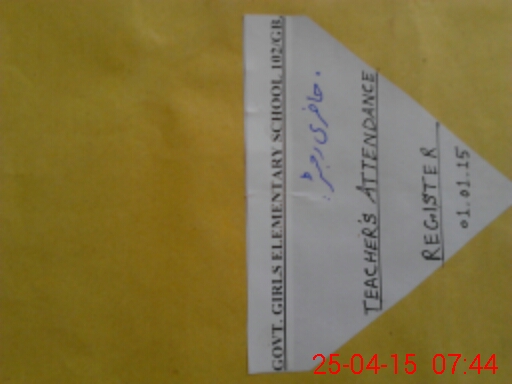 GOVT. GIRLS ELEMENTARY SCHOOL 102/GB.
حاضری رجسٹر
TEACHER'S ATTENDANCE
REGISTER
01.01.15
25-04-15 07:44